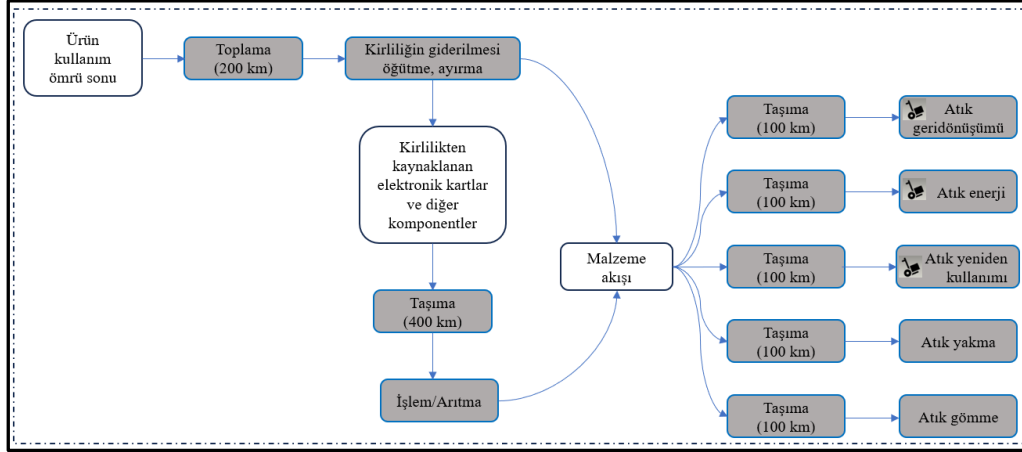 Ürün
kullanım
ömrü sonu
Toplama
(200 km)
Kirliliğin giderilmesi
öğütme, ayırma
Kirlilikten
kaynaklanan
elektronik kartlar
ve diğer
komponentler
Taşıma
(400 km)
İşlem/Arıtma
Malzeme
akışı
Taşıma
(100 km)
Atık
geridönüşümü
Taşıma
(100 km)
Atık enerji
Taşıma
(100 km)
Atık yeniden
kullanımı
Taşıma
(100 km)
Atık yakma
Taşıma
(100 km)
Atık gömme